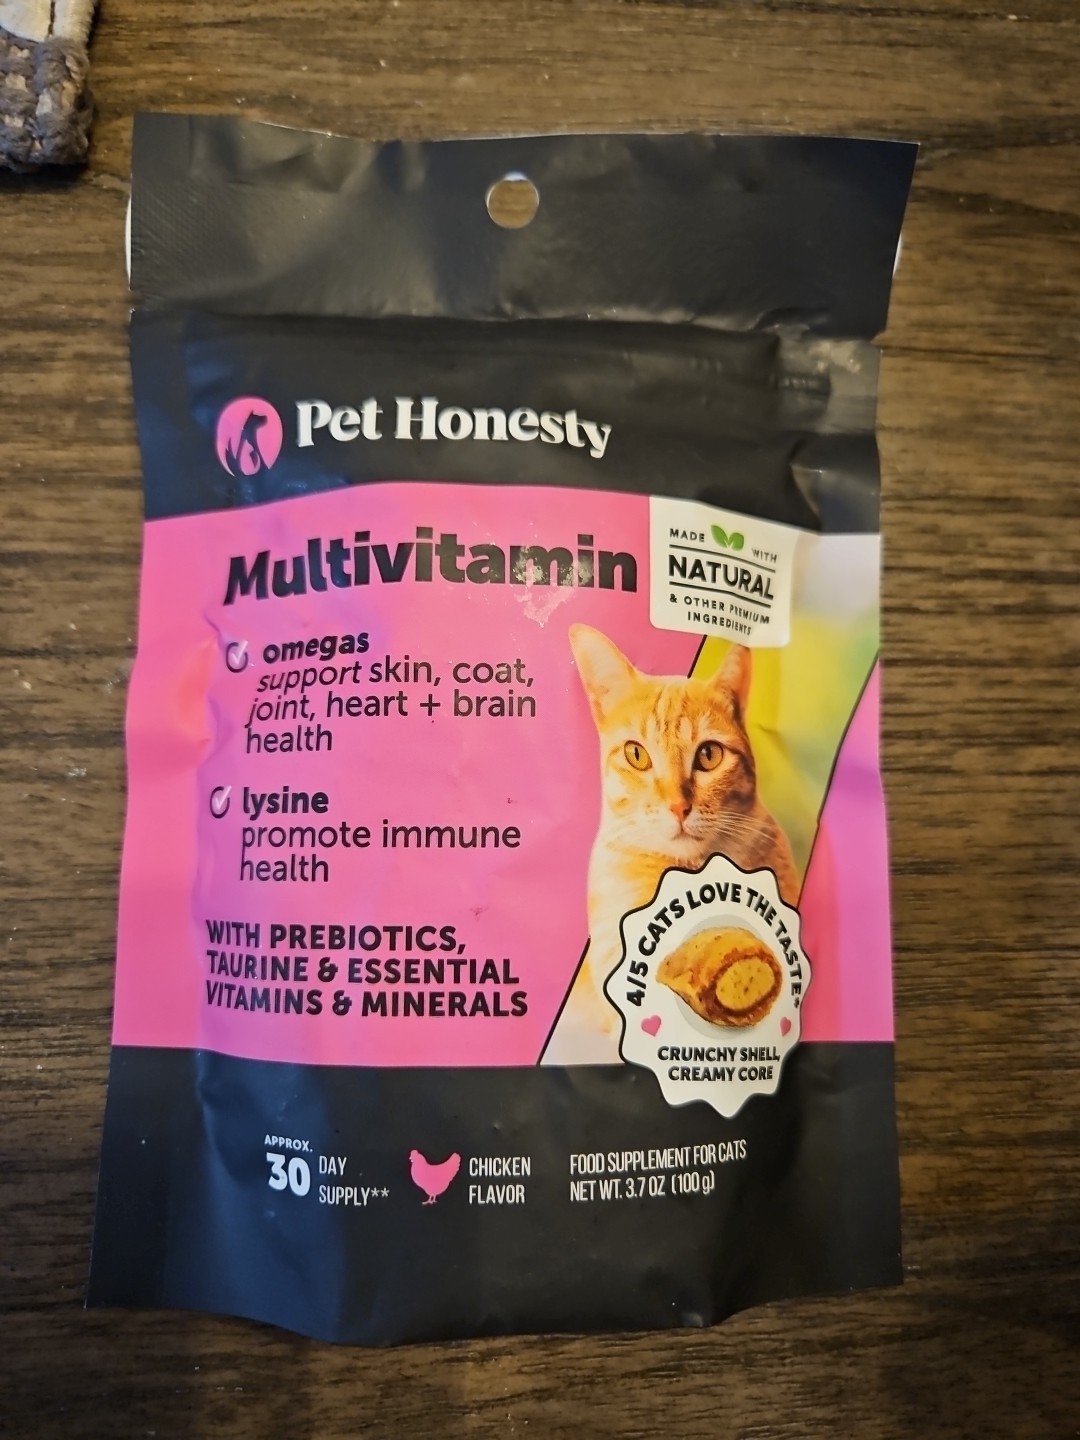 Pet Honesty
Multivitamin
MADE WITH
NATURAL
& OTHER PREMIUM
INGREDIENTS
omegas
support skin, coat,
joint, heart + brain
health
lysine
promote immune
health
WITH PREBIOTICS,
TAURINE & ESSENTIAL
VITAMINS & MINERALS
4/5 CATS LOVE THE TASTE*
CRUNCHY SHELL,
CREAMY CORE
APPROX.
30 DAY
SUPPLY**
CHICKEN
FLAVOR
FOOD SUPPLEMENT FOR CATS
NET WT. 3.7 OZ (100 g)